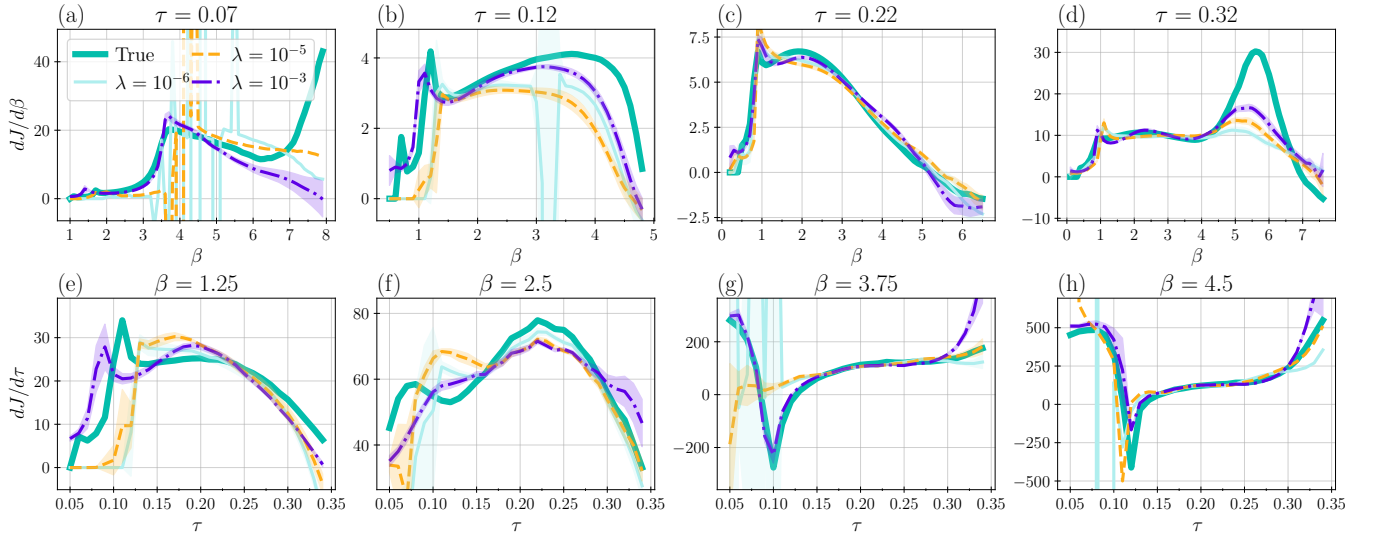 (a) τ = 0.07
(b) τ = 0.12
(c) τ = 0.22
(d) τ = 0.32
dJ/dβ
40
20
0
True
λ = 10⁻⁶
λ = 10⁻⁵
λ = 10⁻³
1 2 3 4 5 6 7 8
β
4
2
0
1 2 3 4 5
β
7.5
5.0
2.5
0.0
−2.5
0 1 2 3 4 5 6
β
30
20
10
0
−10
0 1 2 3 4 5 6 7
β
(e) β = 1.25
(f) β = 2.5
(g) β = 3.75
(h) β = 4.5
dJ/dτ
30
20
10
0
0.05 0.10 0.15 0.20 0.25 0.30 0.35
τ
80
60
40
0.05 0.10 0.15 0.20 0.25 0.30 0.35
τ
200
0
−200
0.05 0.10 0.15 0.20 0.25 0.30 0.35
τ
500
250
0
−250
−500
0.05 0.10 0.15 0.20 0.25 0.30 0.35
τ